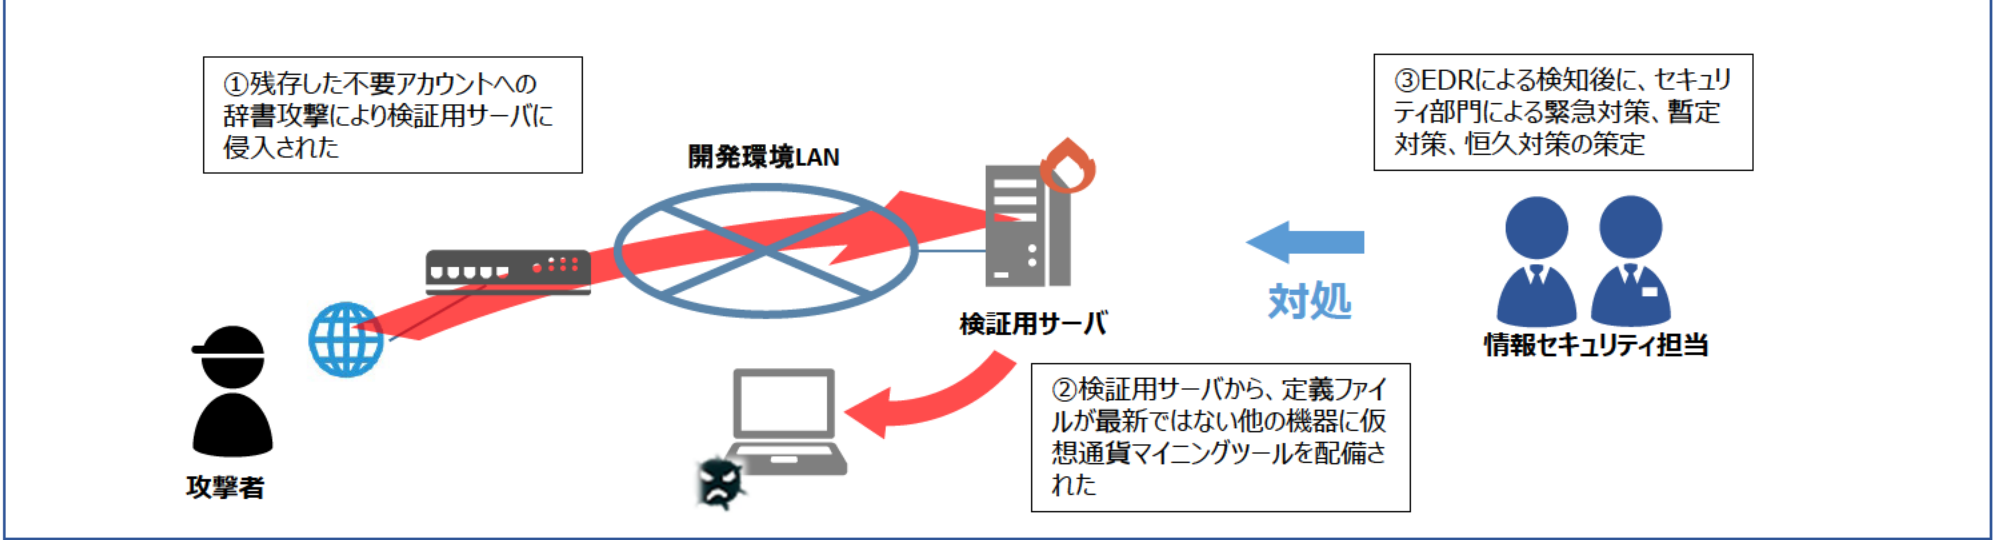 ①残存した不要アカウントへの
辞書攻撃により検証用サーバに
侵入された
③EDRによる検知後に、セキュリ
ティ部門による緊急対策、暫定
対策、恒久対策の策定
開発環境LAN
対処
検証用サーバ
情報セキュリティ担当
②検証用サーバから、定義ファイ
ルが最新ではない他の機器に仮
想通貨マイニングツールを配備さ
れた
攻撃者